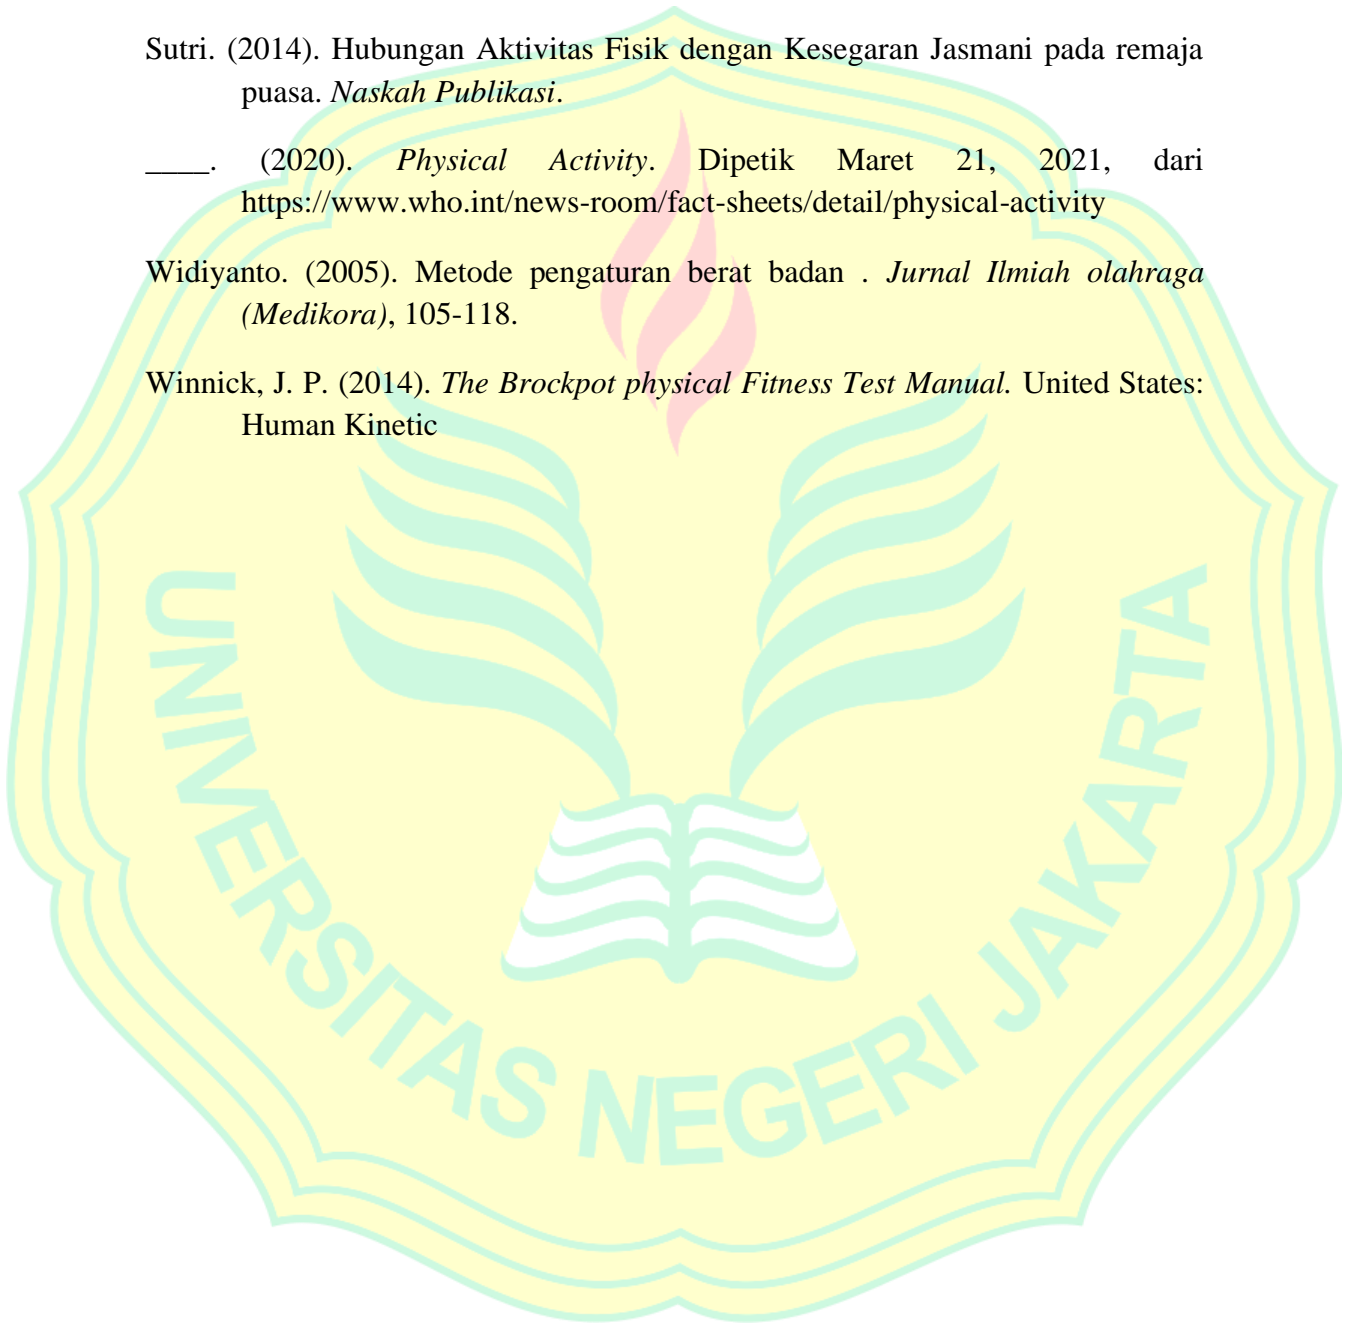 Sutri. (2014). Hubungan Aktivitas Fisik dengan Kesegaran Jasmani pada remaja
puasa. Naskah Publikasi.
____. (2020). Physical Activity. Dipetik Maret 21, 2021, dari
https://www.who.int/news-room/fact-sheets/detail/physical-activity
Widiyanto. (2005). Metode pengaturan berat badan . Jurnal Ilmiah olahraga
(Medikora), 105-118.
Winnick, J. P. (2014). The Brockpot physical Fitness Test Manual. United States:
Human Kinetic
UNIVERSITAS NEGERI JAKARTA